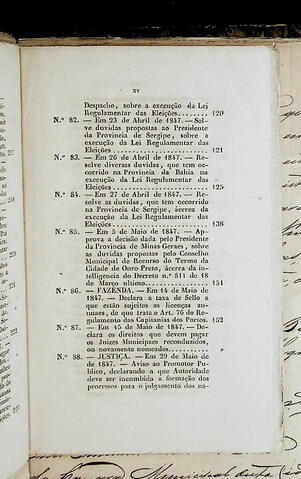 XV
Despacho, sobre a execução da Lei
Regulamentar das Eleições 120
N.º 82. — Em 23 de Abril de 1847. — Sol-
ve duvidas propostas ao Presidente
da Provincia de Sergipe, sobre a
execução da Lei Regulamentar das
Eleições 121
N.º 83. — Em 26 de Abril de 1847. — Re-
solve diversas duvidas, que tem oc-
corrido na Provincia da Bahia na
execução da Lei Regulamentar das
Eleições 125
N.º 84. — Em 27 de Abril de 1847. — Re-
solve as duvidas, que tem occorrido
na Provincia de Sergipe, ácerca da
execução da Lei Regulamentar das
Eleições 138
N.º 85. — Em 5 de Maio de 1847. — Ap-
prova a decisão dada pelo Presidente
da Provincia de Minas Geraes, sobre
as duvidas propostas pelo Conselho
Municipal de Recurso do Termo da
Cidade do Ouro Preto, ácerca da in-
telligencia do Decreto n.º 511 de 18
de Março ultimo 151
N.º 86. — FAZENDA. — Em 14 de Maio de
1847. — Declara a taxa de Sello a
que estão sujeitos as licenças an-
nuaes, de que trata o Art. 76 do Re-
gulamento das Capitanias dos Portos. 152
N.º 87. — Em 15 de Maio de 1847. — De-
clara os direitos que devem pagar
os Juizes Municipaes reconduzidos,
ou novamente nomeados
N.º 88. — JUSTIÇA. — Em 29 de Maio de
de 1847. — Aviso ao Promotor Pu-
blico, declarando a que Autoridade
deve ser incumbida a formação dos
processos para o julgamento dos na-